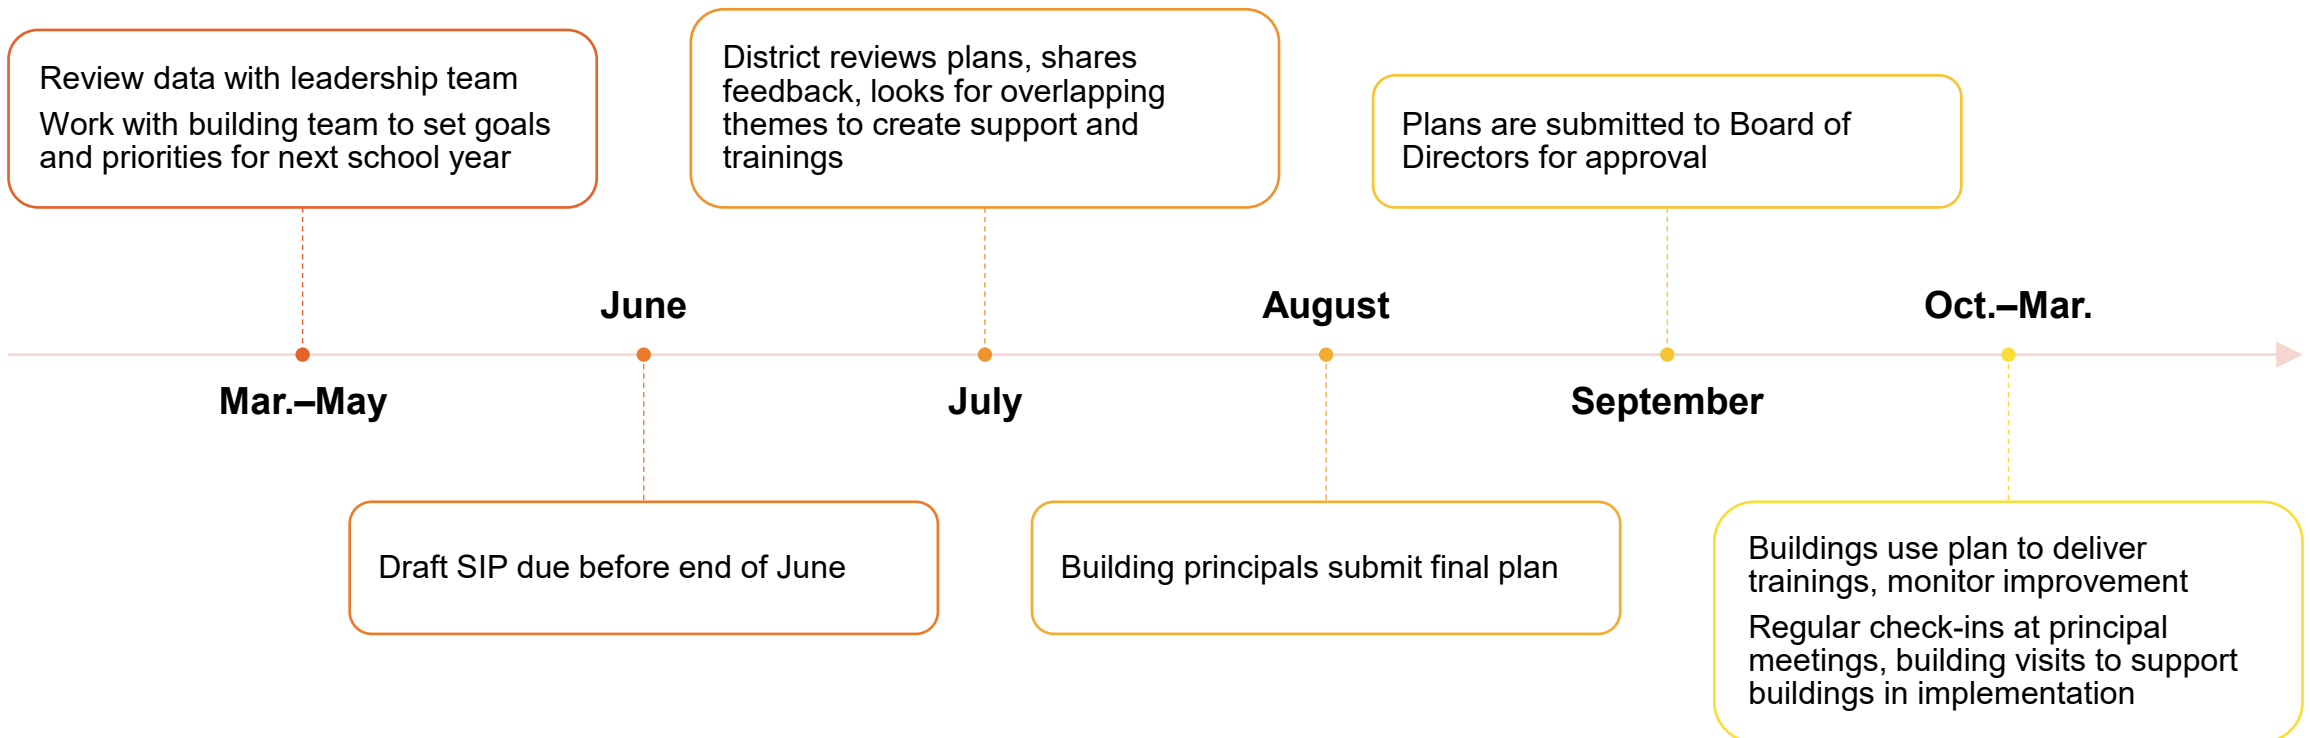 Review data with leadership team
Work with building team to set goals
and priorities for next school year
Mar.–May
June
Draft SIP due before end of June
District reviews plans, shares
feedback, looks for overlapping
themes to create support and
trainings
July
August
Building principals submit final plan
Plans are submitted to Board of
Directors for approval
September
Oct.–Mar.
Buildings use plan to deliver
trainings, monitor improvement
Regular check-ins at principal
meetings, building visits to support
buildings in implementation